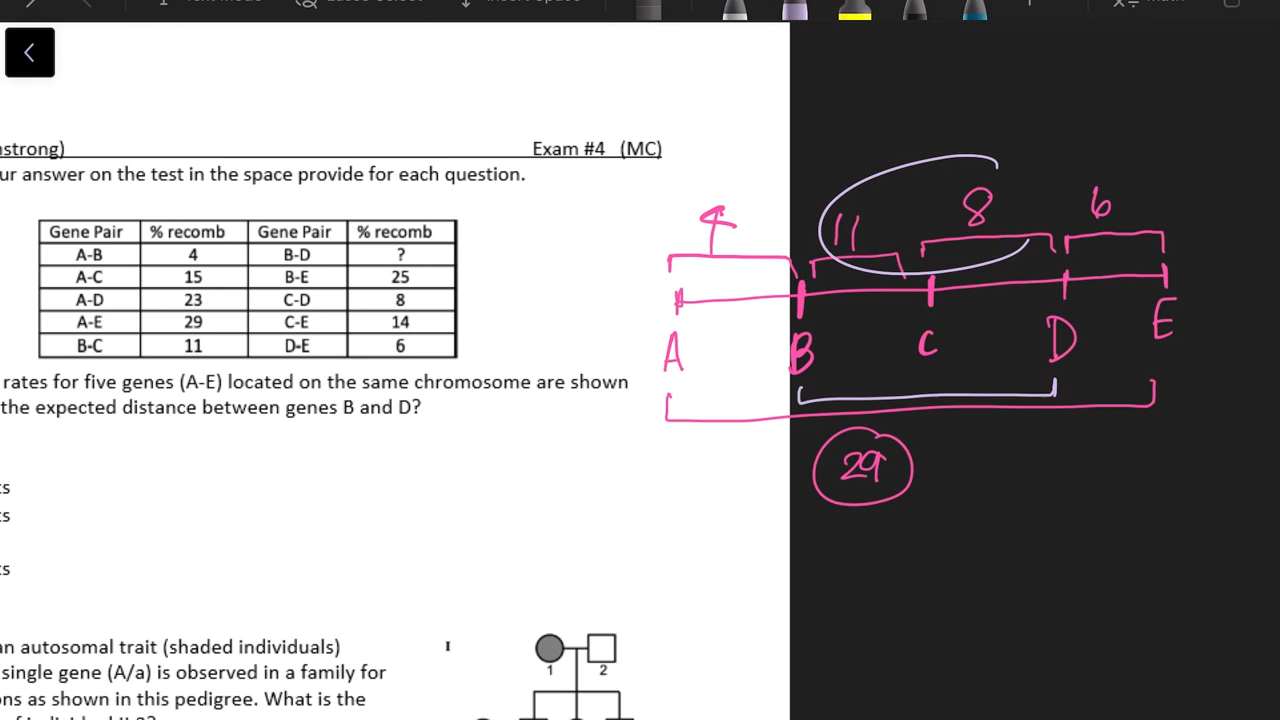 nstrong) Exam #4 (MC)
ur answer on the test in the space provide for each question.
Gene Pair % recomb Gene Pair % recomb
A-B 4 B-D ?
A-C 15 B-E 25
A-D 23 C-D 8
A-E 29 C-E 14
B-C 11 D-E 6
rates for five genes (A-E) located on the same chromosome are shown
the expected distance between genes B and D?
ts
ts
ts
an autosomal trait (shaded individuals)
single gene (A/a) is observed in a family for
ons as shown in this pedigree. What is the
I
1 2
4 11 8 6
A B C D E
29